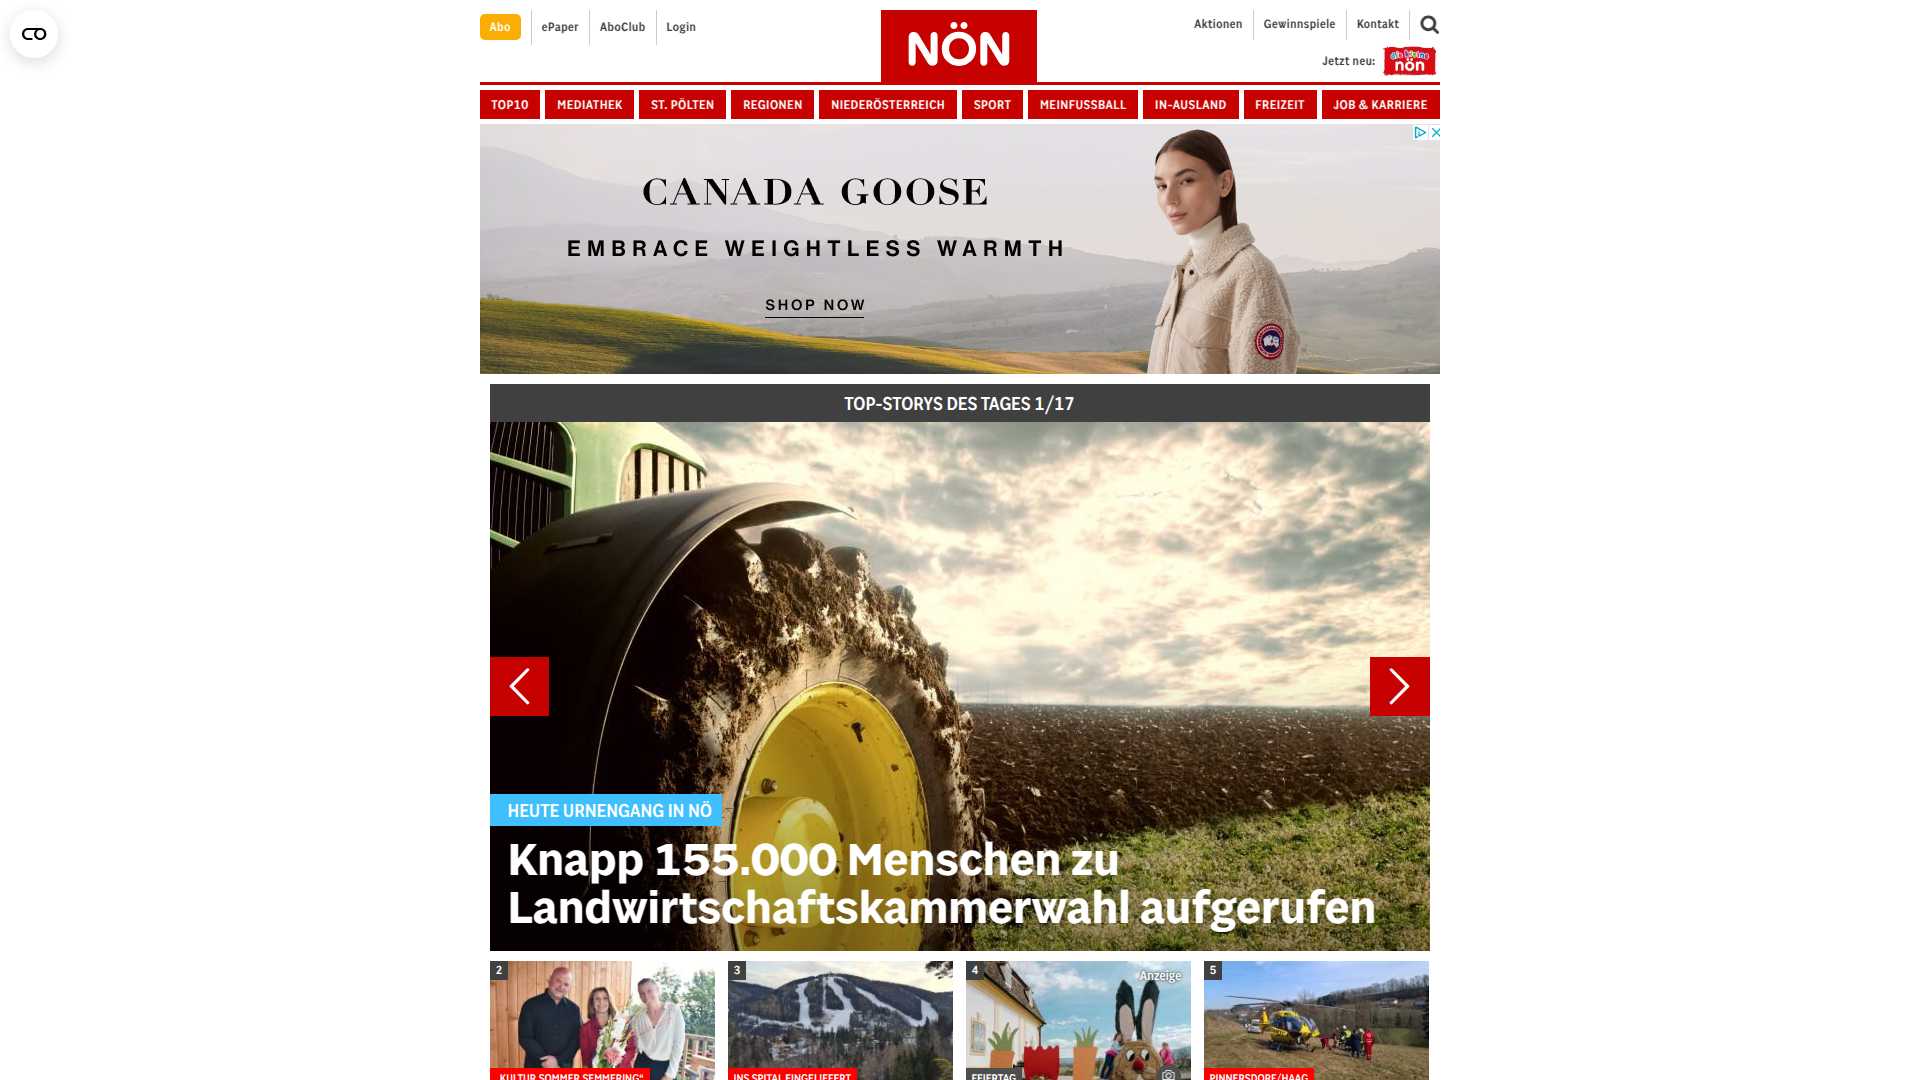 Abo
ePaper
AboClub
Login
NÖN
Aktionen
Gewinnspiele
Kontakt
Jetzt neu:
die kleine
nön
TOP10
MEDIATHEK
ST. PÖLTEN
REGIONEN
NIEDERÖSTERREICH
SPORT
MEINFUSSBALL
IN-AUSLAND
FREIZEIT
JOB & KARRIERE
CANADA GOOSE
EMBRACE WEIGHTLESS WARMTH
SHOP NOW
TOP-STORYS DES TAGES 1/17
HEUTE URNENGANG IN NÖ
Knapp 155.000 Menschen zu
Landwirtschaftskammerwahl aufgerufen
2
3
4
Anzeige
5
„KULTUR.SOMMER.SEMMERING“
INS SPITAL EINGELIEFERT
FEIERTAG
PINNERSDORF/HAAG